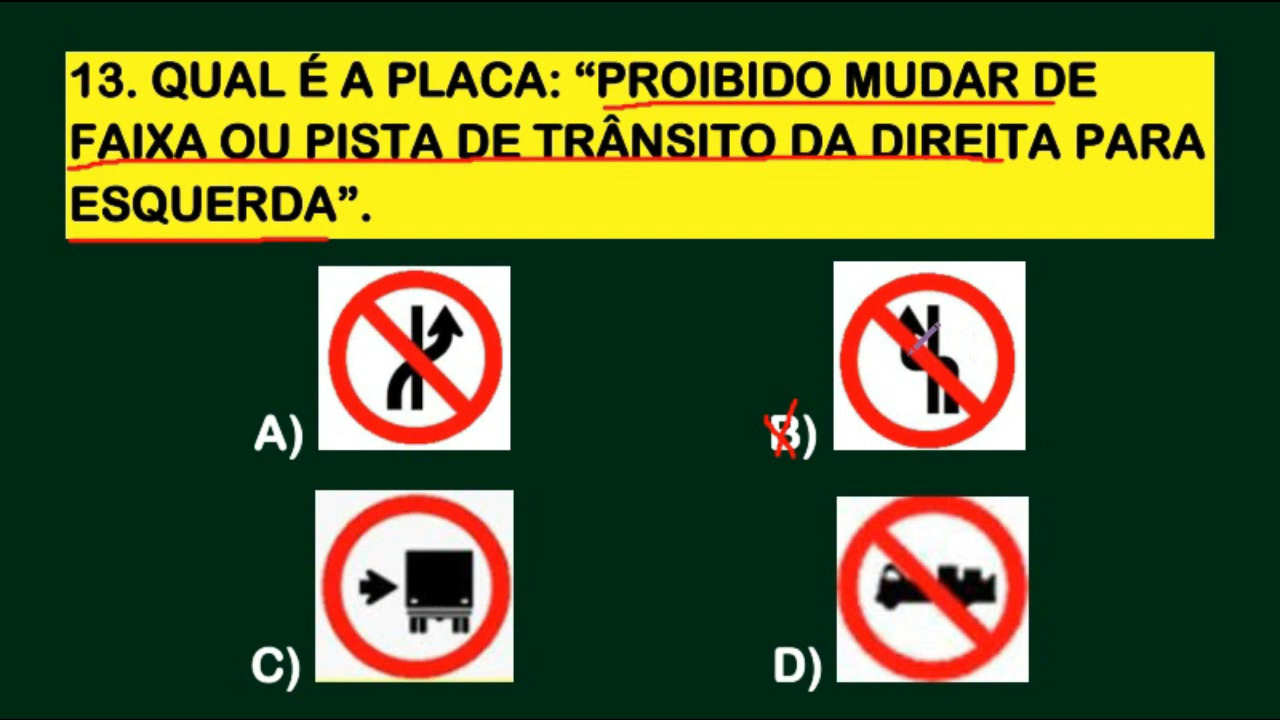 13. QUAL É A PLACA: “PROIBIDO MUDAR DE
FAIXA OU PISTA DE TRÂNSITO DA DIREITA PARA
ESQUERDA”.
A)
B)
C)
D)